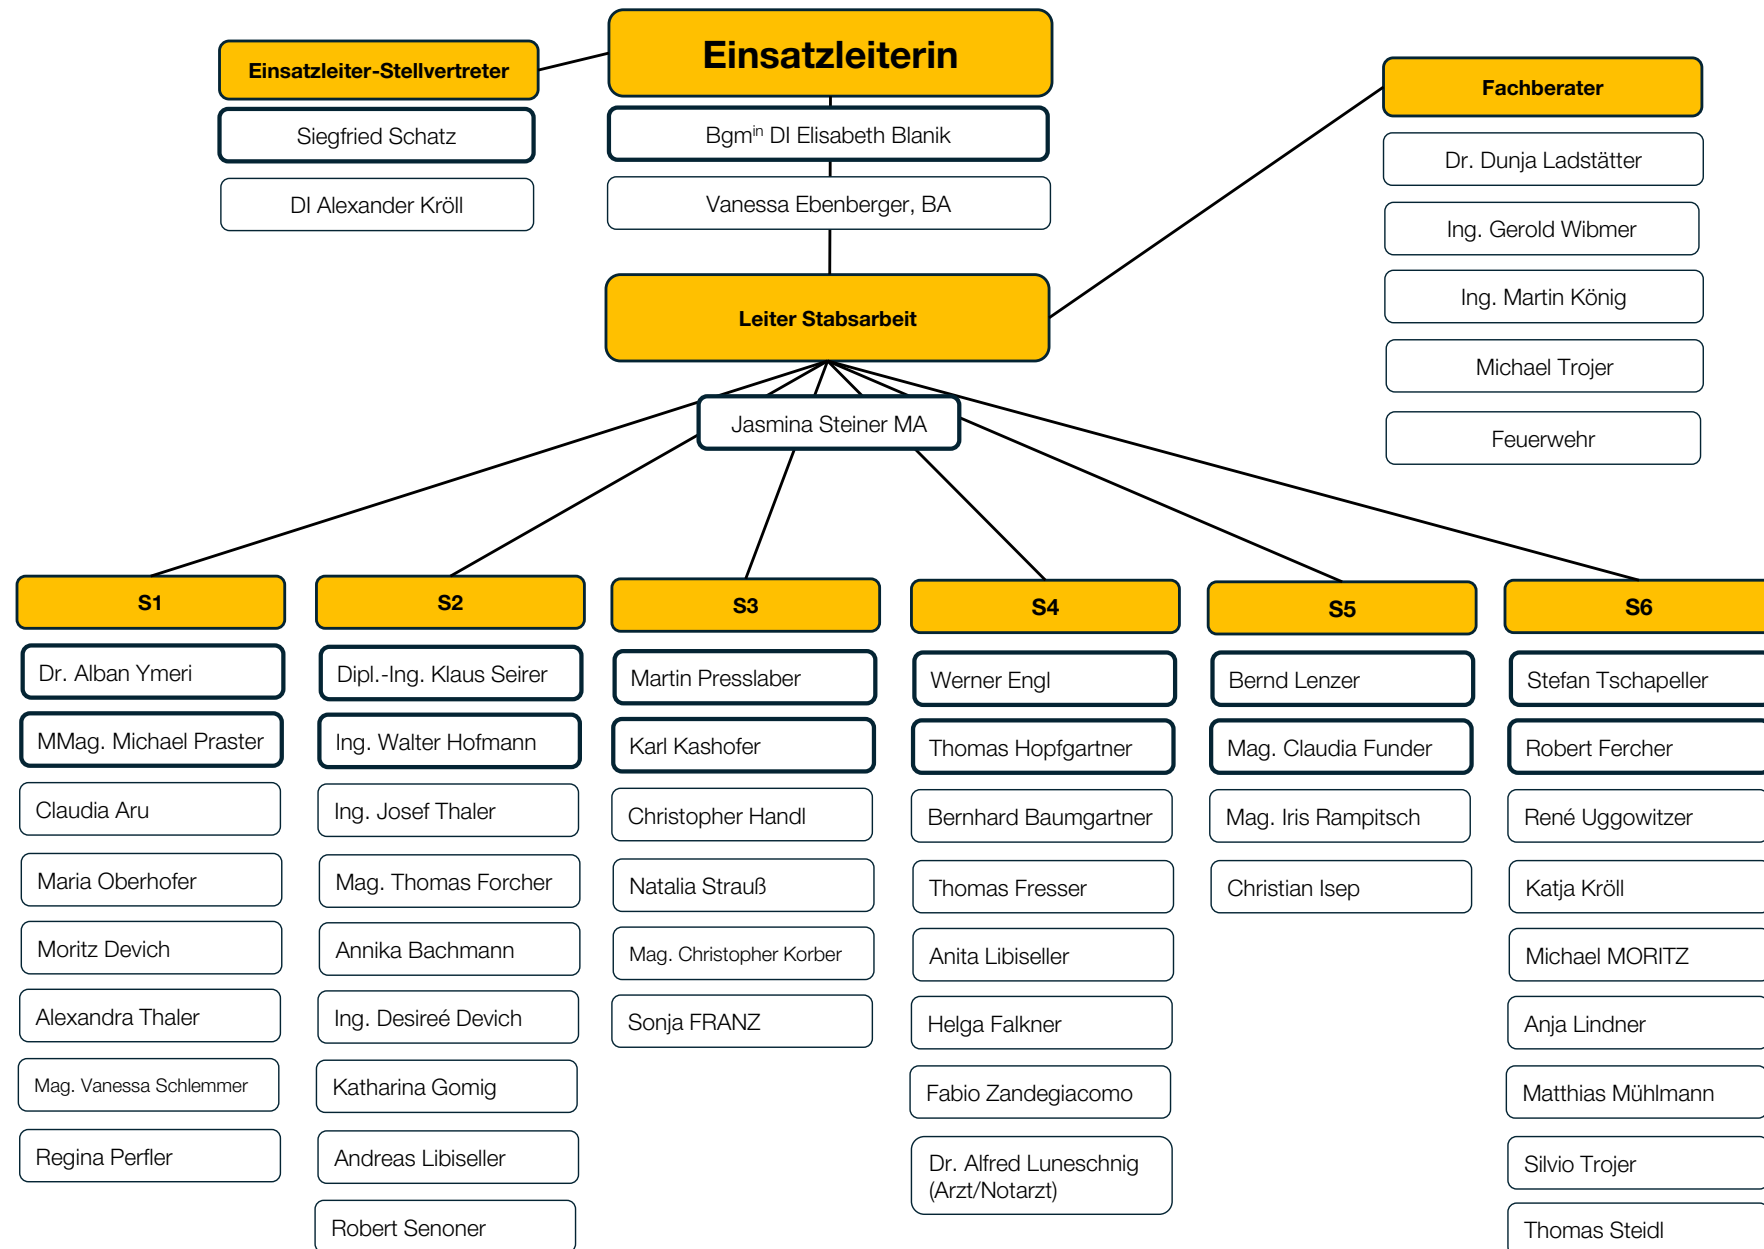 Einsatzleiterin
Einsatzleiter-Stellvertreter
Siegfried Schatz
DI Alexander Kröll
Bgmⁱⁿ DI Elisabeth Blanik
Vanessa Ebenberger, BA
Fachberater
Dr. Dunja Ladstätter
Ing. Gerold Wibmer
Ing. Martin König
Michael Trojer
Feuerwehr
Leiter Stabsarbeit
Jasmina Steiner MA
S1
Dr. Alban Ymeri
MMag. Michael Praster
Claudia Aru
Maria Oberhofer
Moritz Devich
Alexandra Thaler
Mag. Vanessa Schlemmer
Regina Perfler
S2
Dipl.-Ing. Klaus Seirer
Ing. Walter Hofmann
Ing. Josef Thaler
Mag. Thomas Forcher
Annika Bachmann
Ing. Desireé Devich
Katharina Gomig
Andreas Libiseller
Robert Senoner
S3
Martin Presslaber
Karl Kashofer
Christopher Handl
Natalia Strauß
Mag. Christopher Korber
Sonja FRANZ
S4
Werner Engl
Thomas Hopfgartner
Bernhard Baumgartner
Thomas Fresser
Anita Libiseller
Helga Falkner
Fabio Zandegiacomo
Dr. Alfred Luneschnig
(Arzt/Notarzt)
S5
Bernd Lenzer
Mag. Claudia Funder
Mag. Iris Rampitsch
Christian Isep
S6
Stefan Tschapeller
Robert Fercher
René Uggowitzer
Katja Kröll
Michael MORITZ
Anja Lindner
Matthias Mühlmann
Silvio Trojer
Thomas Steidl